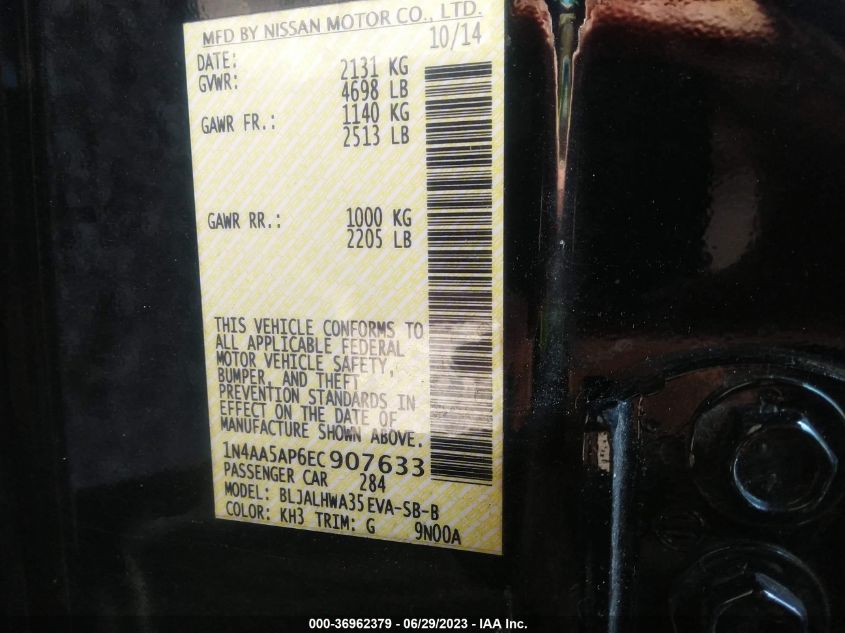 MFD BY NISSAN MOTOR CO., LTD.
DATE: 10/14
GVWR: 2131 KG
4698 LB
GAWR FR.: 1140 KG
2513 LB
GAWR RR.: 1000 KG
2205 LB
THIS VEHICLE CONFORMS TO
ALL APPLICABLE FEDERAL
MOTOR VEHICLE SAFETY,
BUMPER, AND THEFT
PREVENTION STANDARDS IN
EFFECT ON THE DATE OF
MANUFACTURE SHOWN ABOVE.
1N4AA5AP6EC907633
PASSENGER CAR 284
MODEL: BLJALHWA35EVA-SB-B
COLOR: KH3 TRIM: G 9N00A
000-36962379 - 06/29/2023 - IAA Inc.